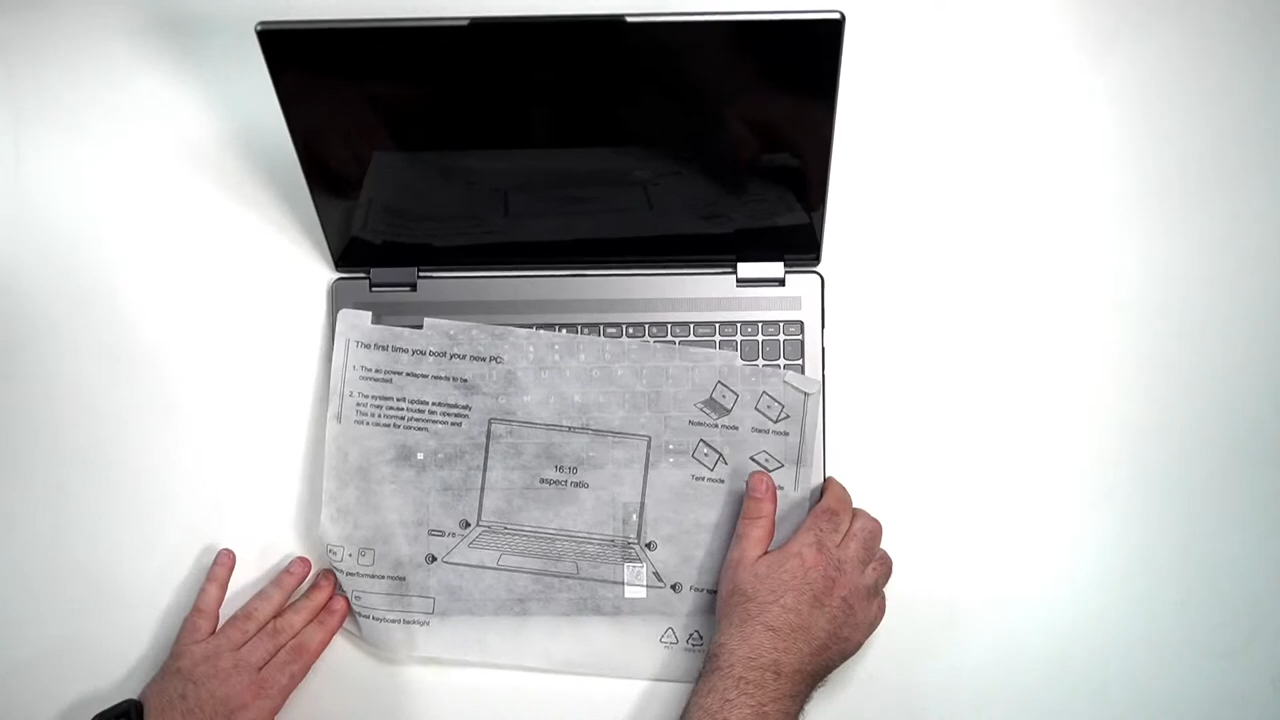 The first time you boot your new PC:
1. The ac power adapter needs to be
connected.
2. The system will update automatically
and may cause louder fan operation.
This is a normal phenomenon and
not a cause for concern.
Notebook mode
Stand mode
16:10
aspect ratio
Tent mode
Fn + Q
performance modes
keyboard backlight
Four